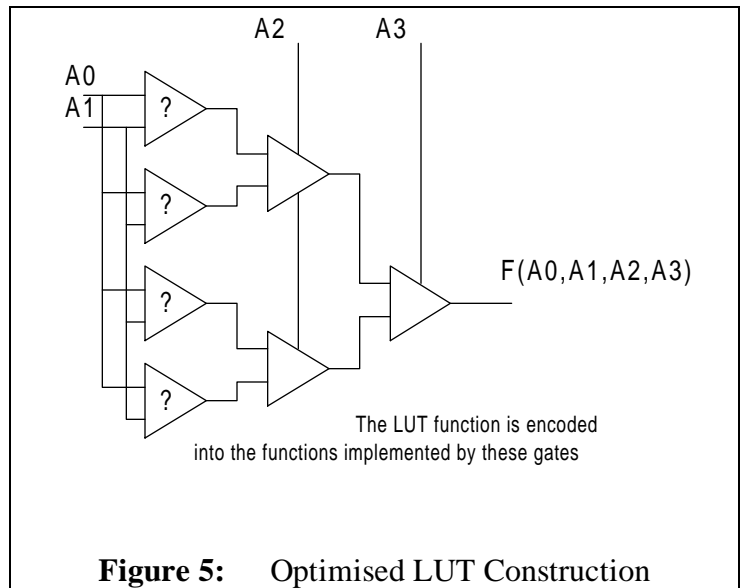 A2 A3
A0
A1
?
?
?
?
F(A0,A1,A2,A3)
The LUT function is encoded
into the functions implemented by these gates
Figure 5: Optimised LUT Construction